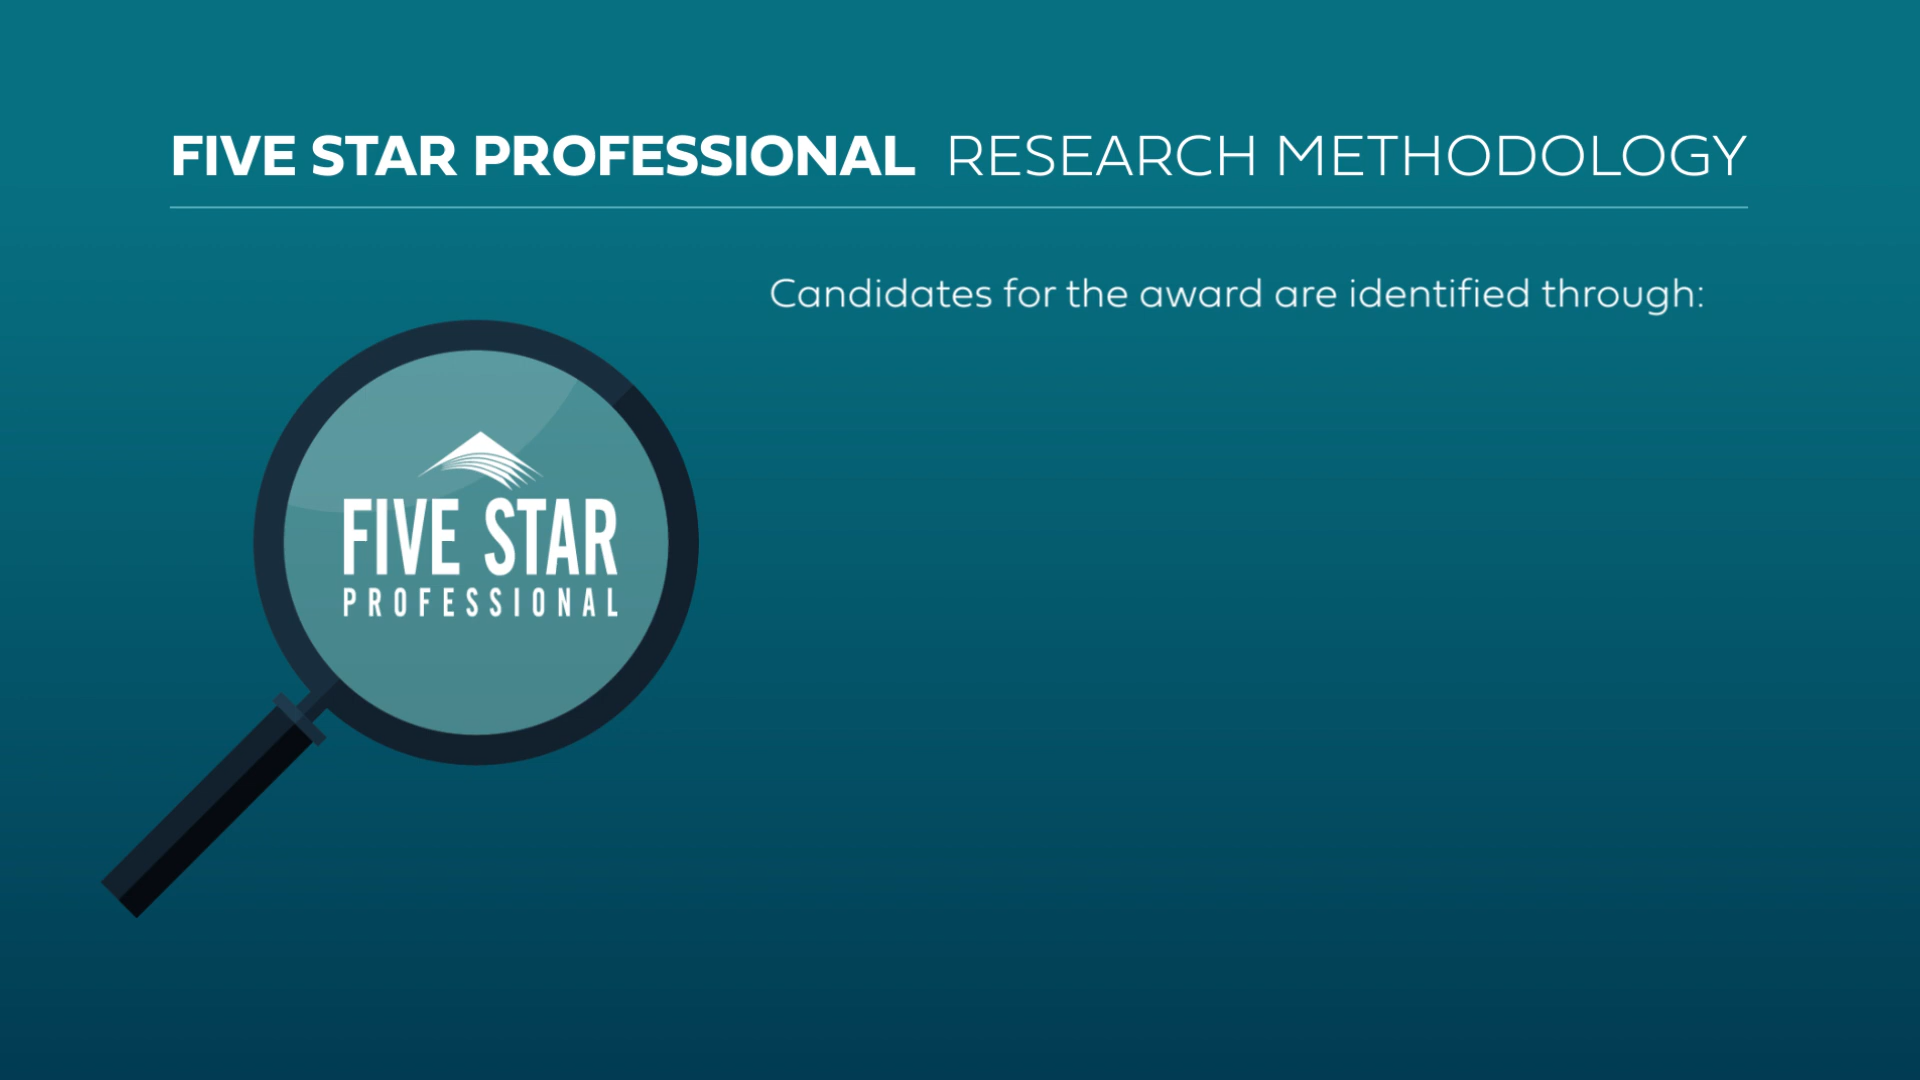 FIVE STAR PROFESSIONAL RESEARCH METHODOLOGY
Candidates for the award are identified through:
FIVE STAR
PROFESSIONAL